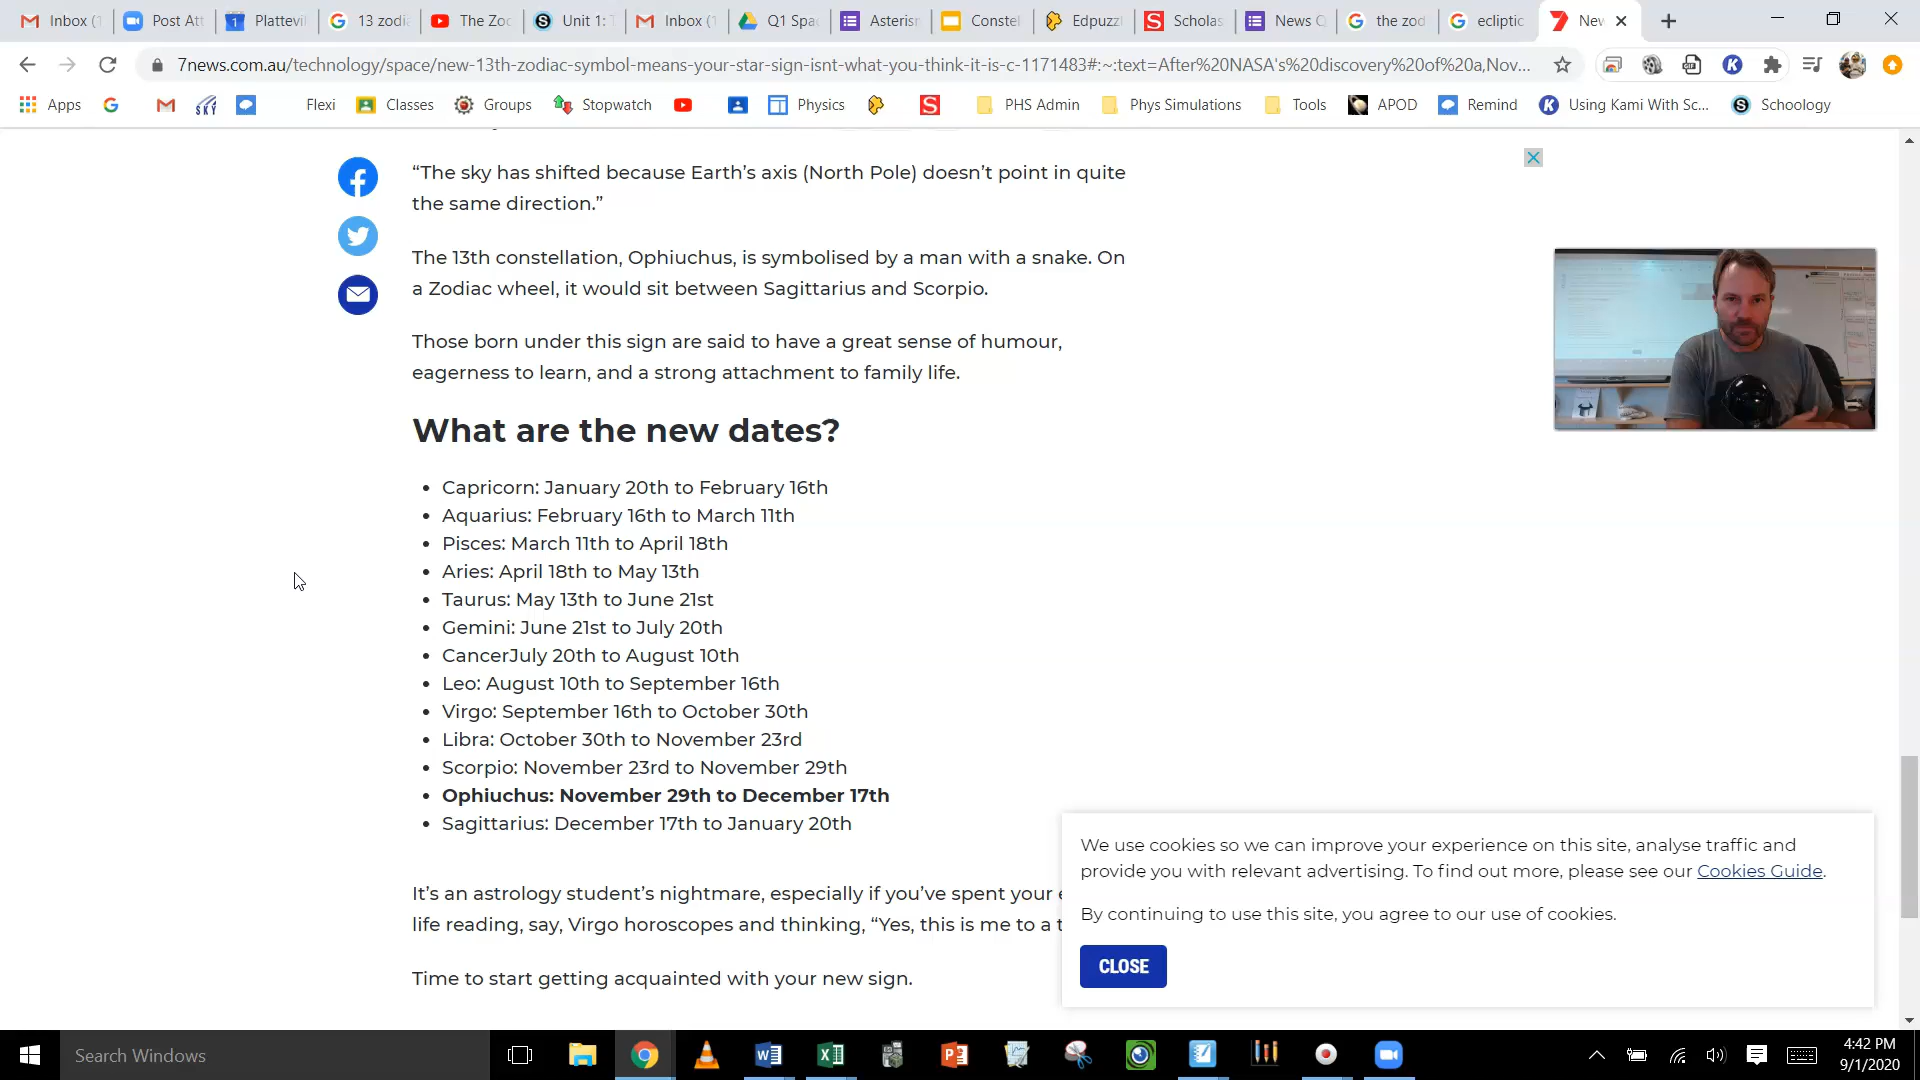 Inbox (1
Post Att
Plattevi
13 zodi
The Zoc
Unit 1:
Inbox (1
Q1 Spa
Asterism
Constel
Edpuzzl
Scholas
News Q
the zod
ecliptic
New
7news.com.au/technology/space/new-13th-zodiac-symbol-means-your-star-sign-isnt-what-you-think-it-is-c-1171483#:~:text=After%20NASA's%20discovery%20of%20a,Nov...
Apps
Flexi
Classes
Groups
Stopwatch
Physics
PHS Admin
Phys Simulations
Tools
APOD
Remind
Using Kami With Sc...
Schoology
“The sky has shifted because Earth’s axis (North Pole) doesn’t point in quite
the same direction.”
The 13th constellation, Ophiuchus, is symbolised by a man with a snake. On
a Zodiac wheel, it would sit between Sagittarius and Scorpio.
Those born under this sign are said to have a great sense of humour,
eagerness to learn, and a strong attachment to family life.
What are the new dates?
• Capricorn: January 20th to February 16th
• Aquarius: February 16th to March 11th
• Pisces: March 11th to April 18th
• Aries: April 18th to May 13th
• Taurus: May 13th to June 21st
• Gemini: June 21st to July 20th
• CancerJuly 20th to August 10th
• Leo: August 10th to September 16th
• Virgo: September 16th to October 30th
• Libra: October 30th to November 23rd
• Scorpio: November 23rd to November 29th
• Ophiuchus: November 29th to December 17th
• Sagittarius: December 17th to January 20th
It’s an astrology student’s nightmare, especially if you’ve spent your e
life reading, say, Virgo horoscopes and thinking, “Yes, this is me to a t
Time to start getting acquainted with your new sign.
We use cookies so we can improve your experience on this site, analyse traffic and
provide you with relevant advertising. To find out more, please see our Cookies Guide.
By continuing to use this site, you agree to our use of cookies.
CLOSE
Search Windows
4:42 PM
9/1/2020